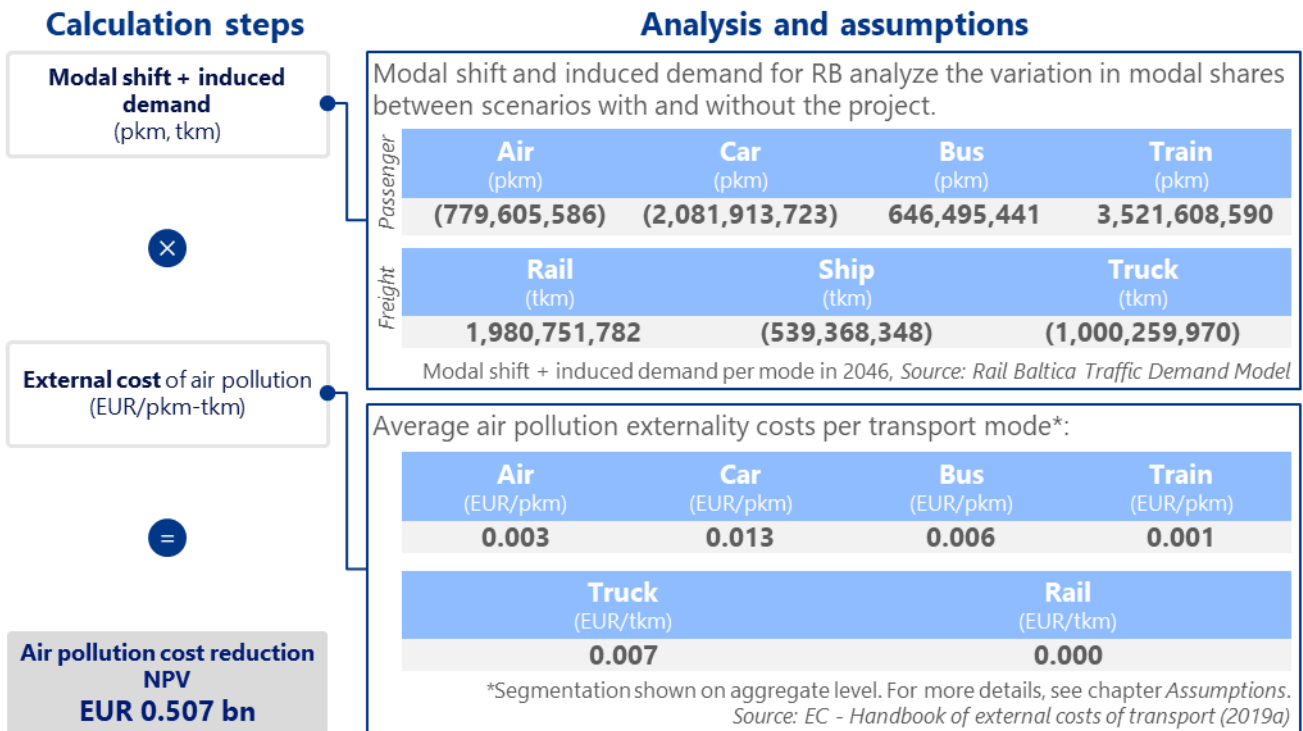 Calculation steps
Modal shift + induced
demand
(pkm, tkm)
×
External cost of air pollution
(EUR/pkm-tkm)
=
Air pollution cost reduction
NPV
EUR 0.507 bn
Analysis and assumptions
Modal shift and induced demand for RB analyze the variation in modal shares
between scenarios with and without the project.
Passenger
Air Car Bus Train
(pkm) (pkm) (pkm) (pkm)
(779,605,586) (2,081,913,723) 646,495,441 3,521,608,590
Freight
Rail Ship Truck
(tkm) (tkm) (tkm)
1,980,751,782 (539,368,348) (1,000,259,970)
Modal shift + induced demand per mode in 2046, Source: Rail Baltica Traffic Demand Model
Average air pollution externality costs per transport mode*:
Air Car Bus Train
(EUR/pkm) (EUR/pkm) (EUR/pkm) (EUR/pkm)
0.003 0.013 0.006 0.001
Truck Rail
(EUR/tkm) (EUR/tkm)
0.007 0.000
*Segmentation shown on aggregate level. For more details, see chapter Assumptions.
Source: EC - Handbook of external costs of transport (2019a)